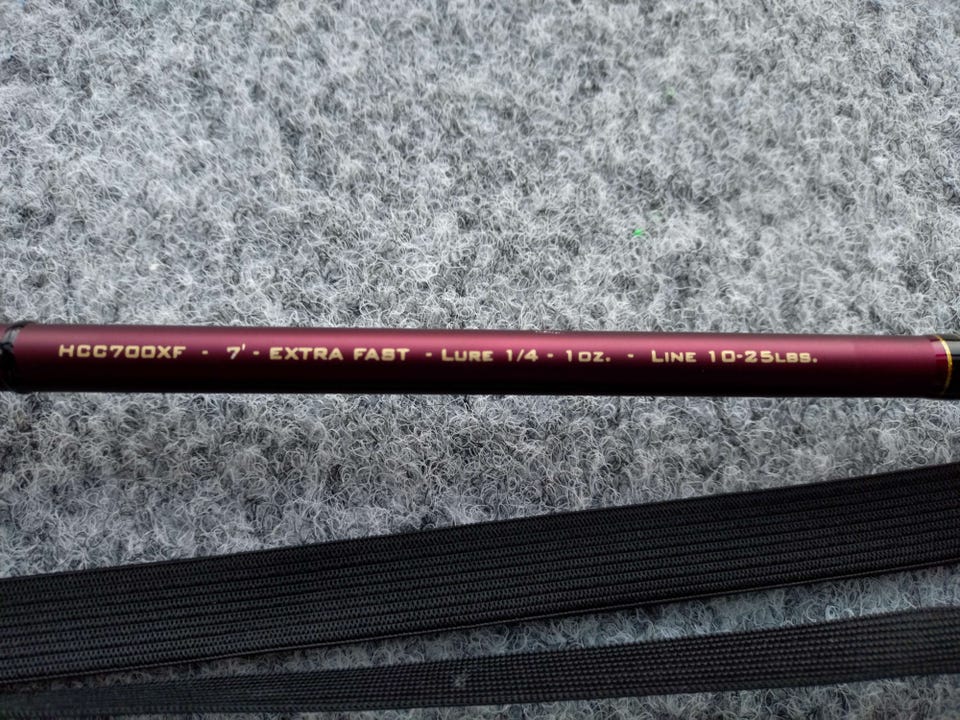 HCC700XF - 7' - EXTRA FAST - LURE 1/4 - 1OZ. - LINE 10-25LBS.